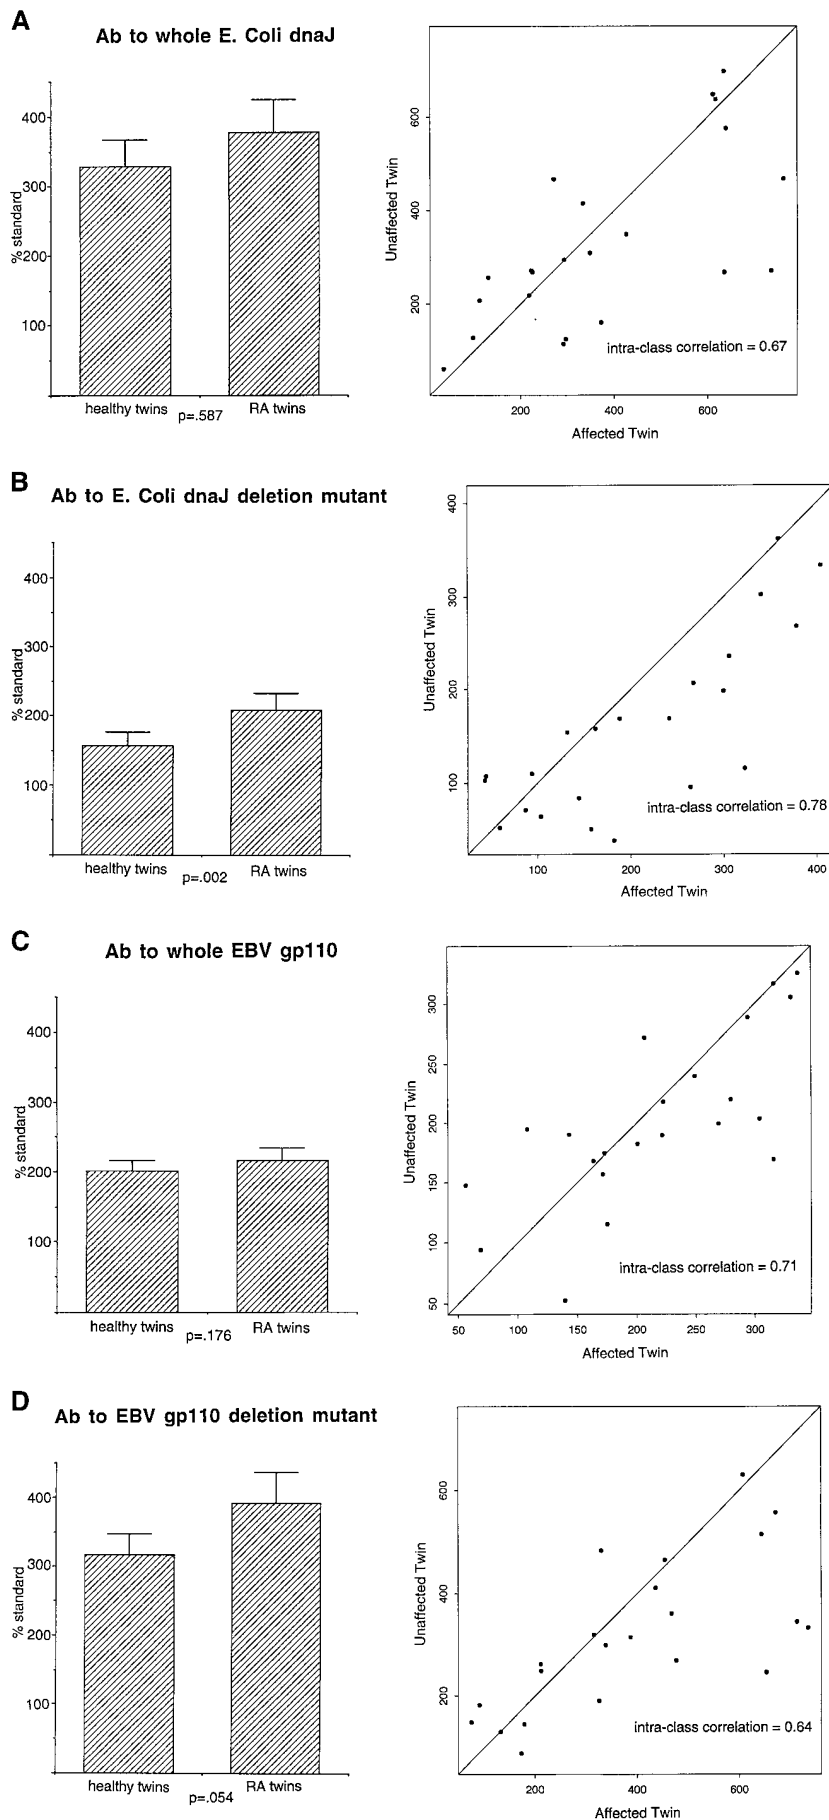 A
Ab to whole E. Coli dnaJ
% standard
400
300
200
100
healthy twins
RA twins
p=.587
Unaffected Twin
600
400
200
intra-class correlation = 0.67
200 400 600
Affected Twin
B
Ab to E. Coli dnaJ deletion mutant
% standard
400
300
200
100
healthy twins
RA twins
p=.002
Unaffected Twin
400
300
200
100
intra-class correlation = 0.78
100 200 300 400
Affected Twin
C
Ab to whole EBV gp110
% standard
400
300
200
100
healthy twins
RA twins
p=.176
Unaffected Twin
300
250
200
150
100
50
intra-class correlation = 0.71
50 100 150 200 250 300
Affected Twin
D
Ab to EBV gp110 deletion mutant
% standard
400
300
200
100
healthy twins
RA twins
p=.054
Unaffected Twin
600
400
200
intra-class correlation = 0.64
200 400 600
Affected Twin